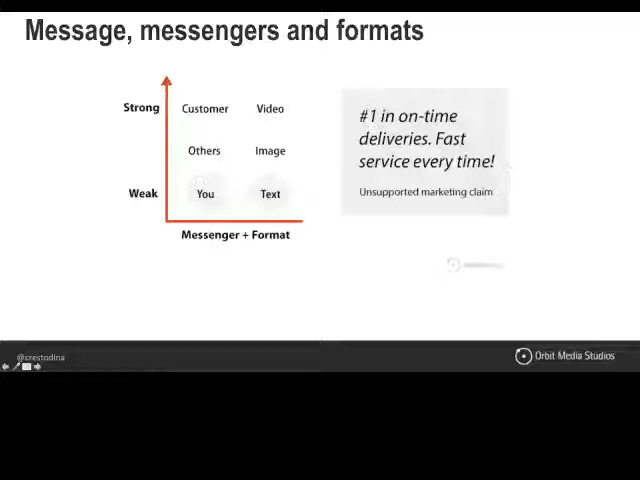 Message, messengers and formats
Strong Customer Video
Others Image
Weak You Text
Messenger + Format
#1 in on-time
deliveries. Fast
service every time!
Unsupported marketing claim
@crestodina
Orbit Media Studios